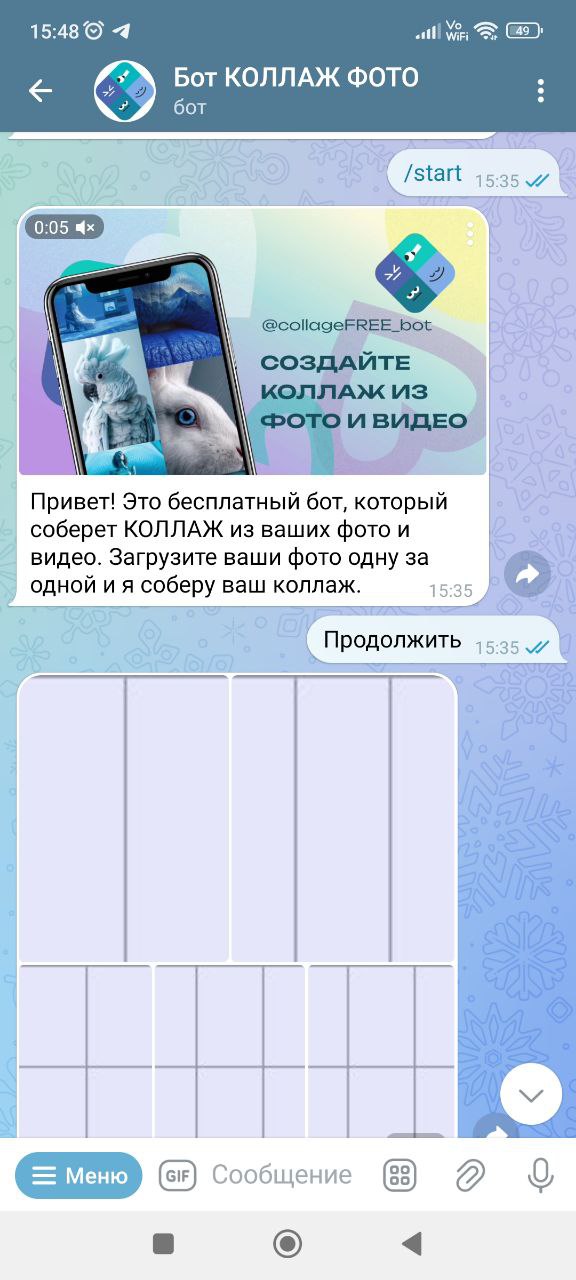 15:48
Vo
WiFi
49
Бот КОЛЛАЖ ФОТО
бот
/start 15:35
0:05
@collageFREE_bot
СОЗДАЙТЕ
КОЛЛАЖ ИЗ
ФОТО И ВИДЕО
Привет! Это бесплатный бот, который
соберет КОЛЛАЖ из ваших фото и
видео. Загрузите ваши фото одну за
одной и я соберу ваш коллаж. 15:35
Продолжить 15:35
Меню
GIF
Сообщение